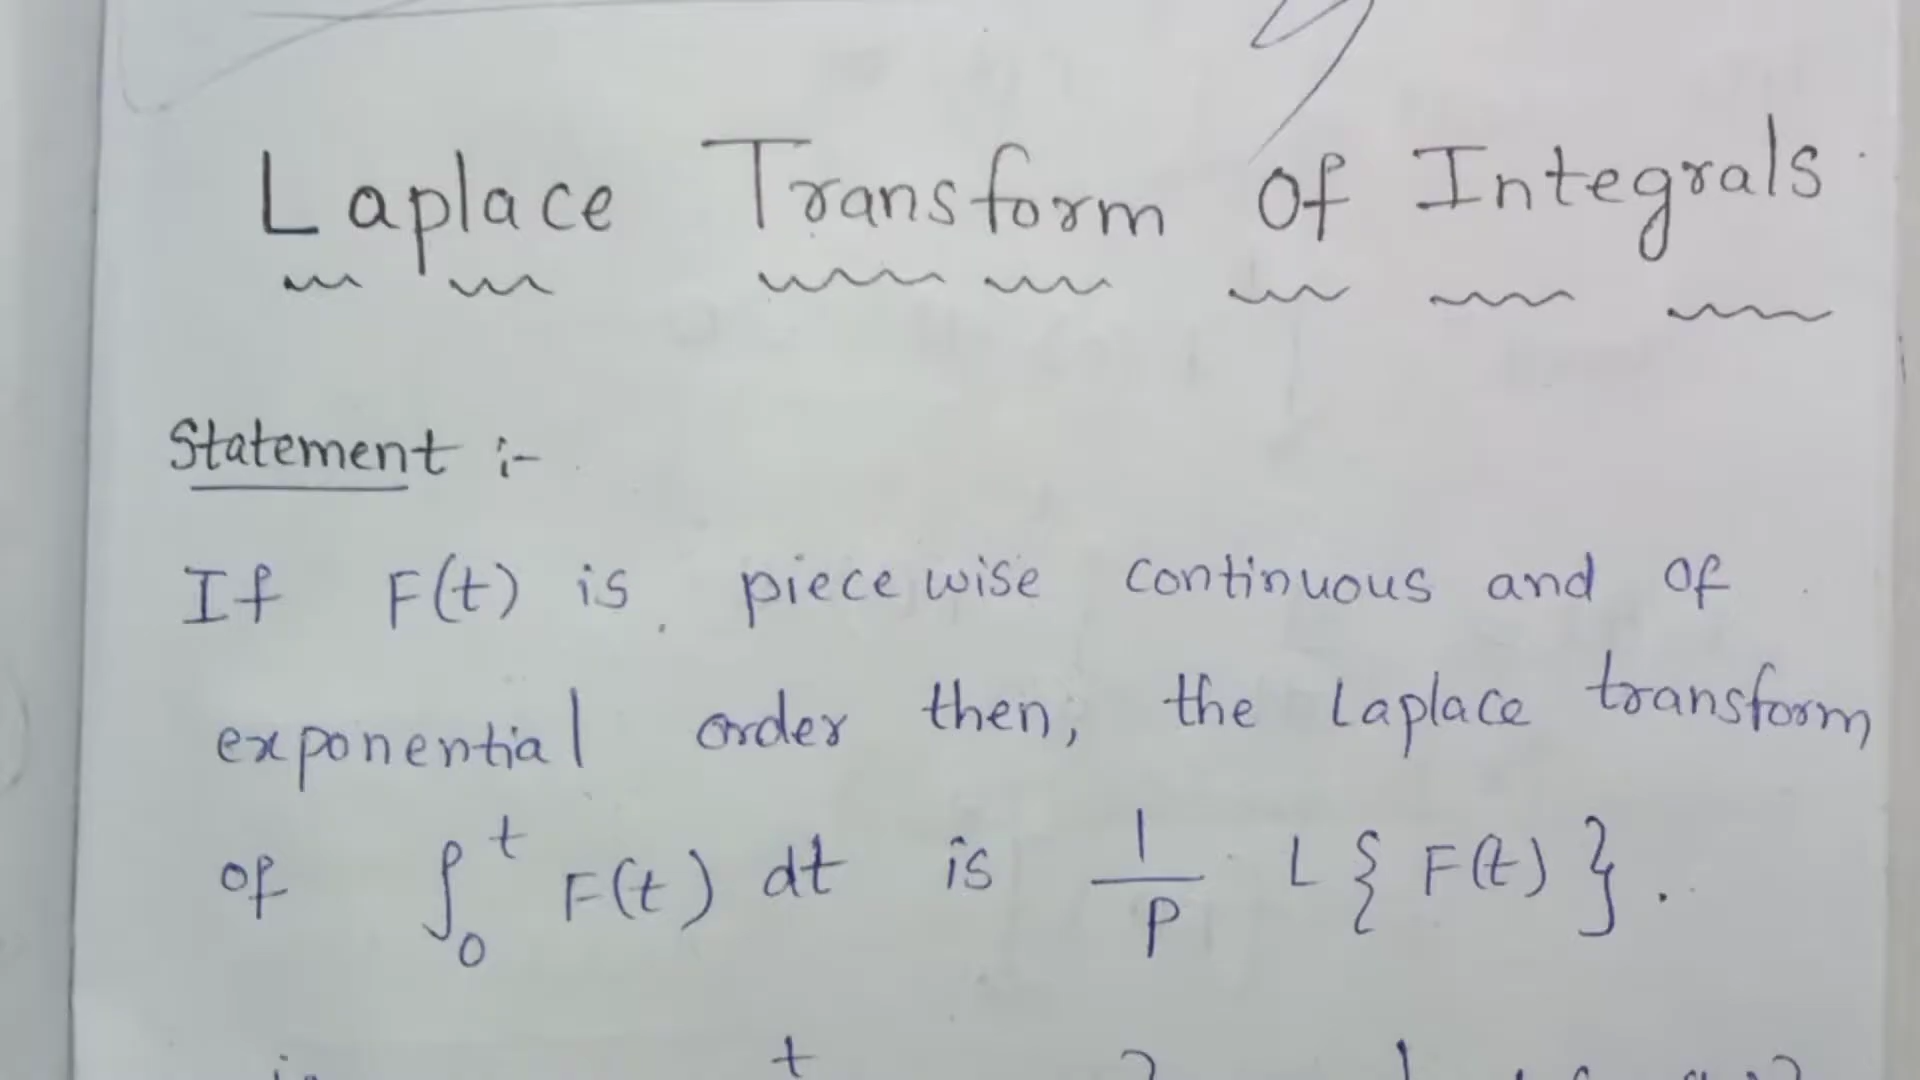 Laplace Transform Of Integrals
Statement :-
If F(t) is piecewise continuous and of
exponential order then, the Laplace transform
of ∫₀ᵗ F(t) dt is 1/P L{ F(t) }.